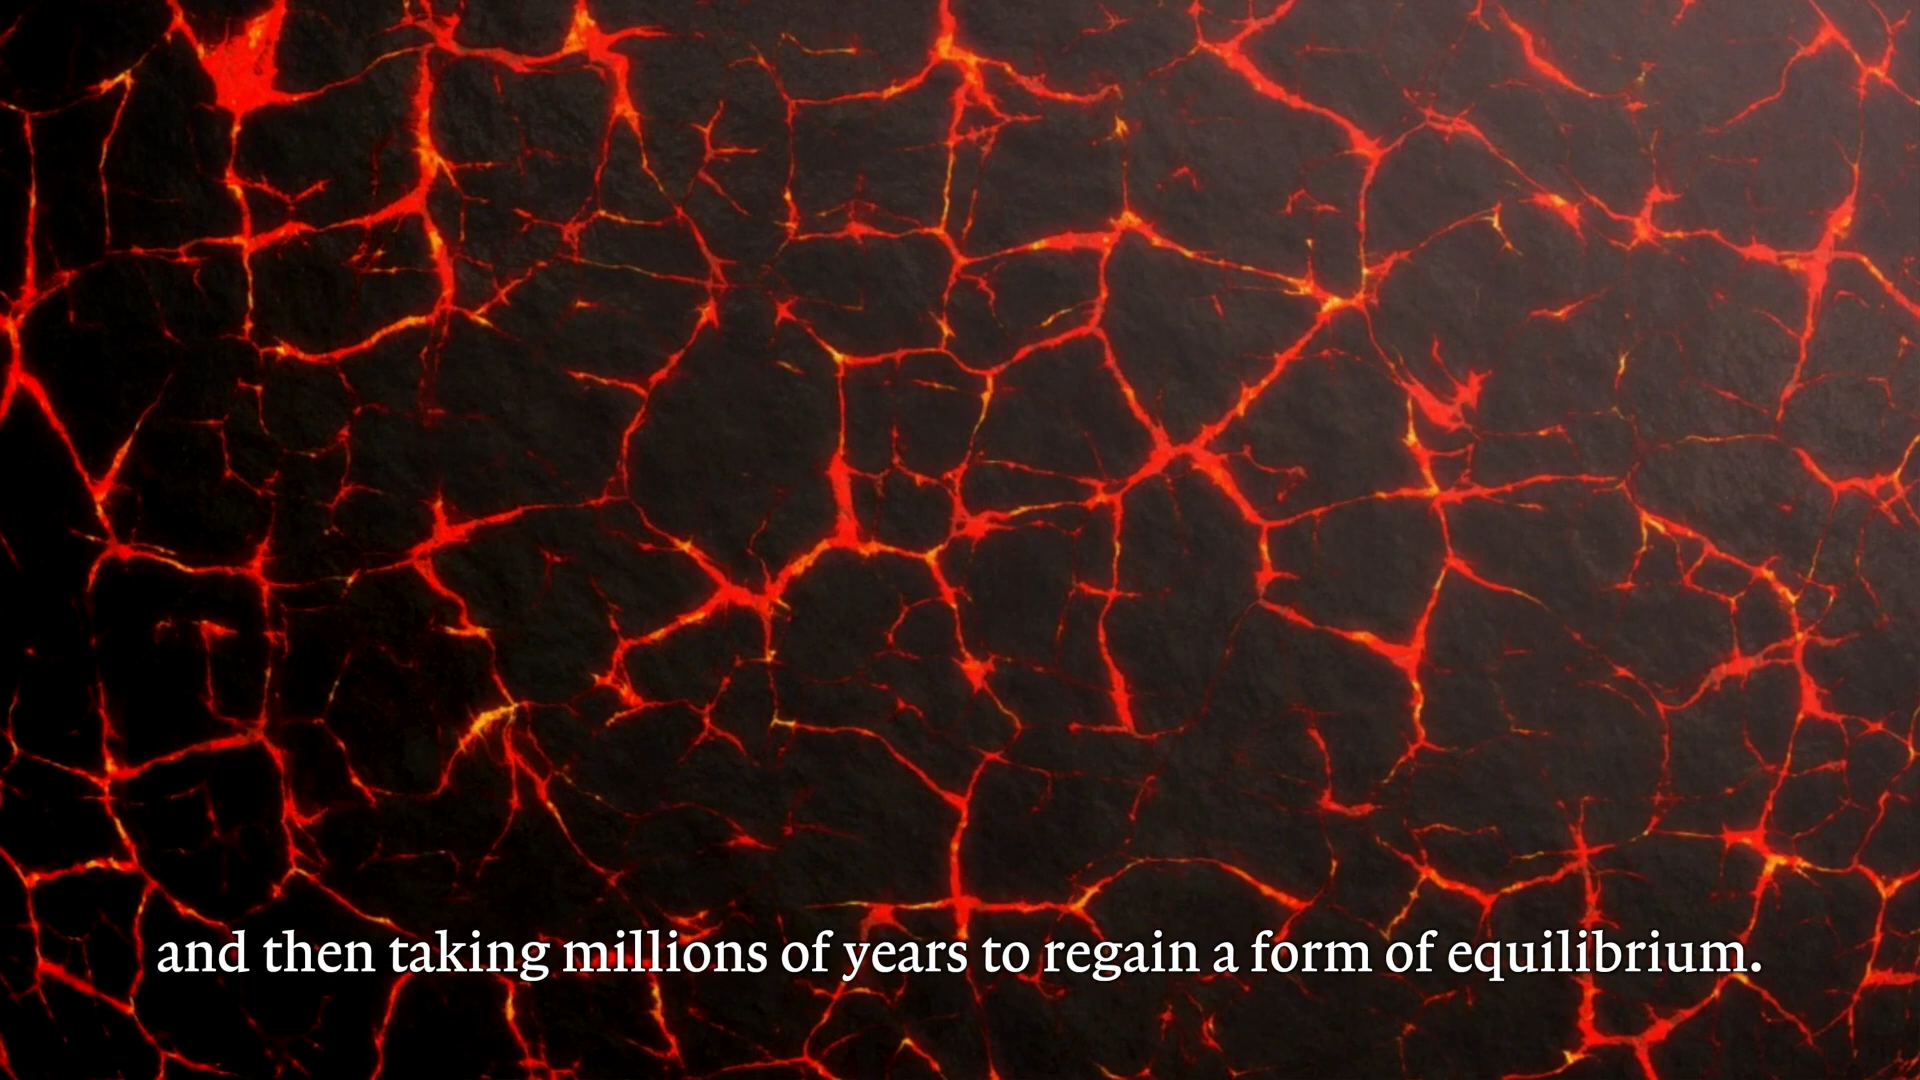 and then taking millions of years to regain a form of equilibrium.